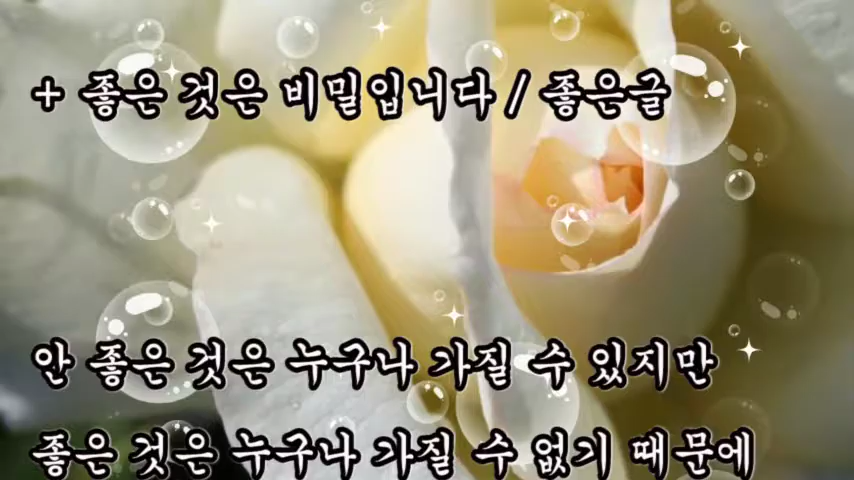 + 좋은 것은 비밀입니다 / 좋은글
안 좋은 것은 누구나 가질 수 있지만
좋은 것은 누구나 가질 수 없기 때문에